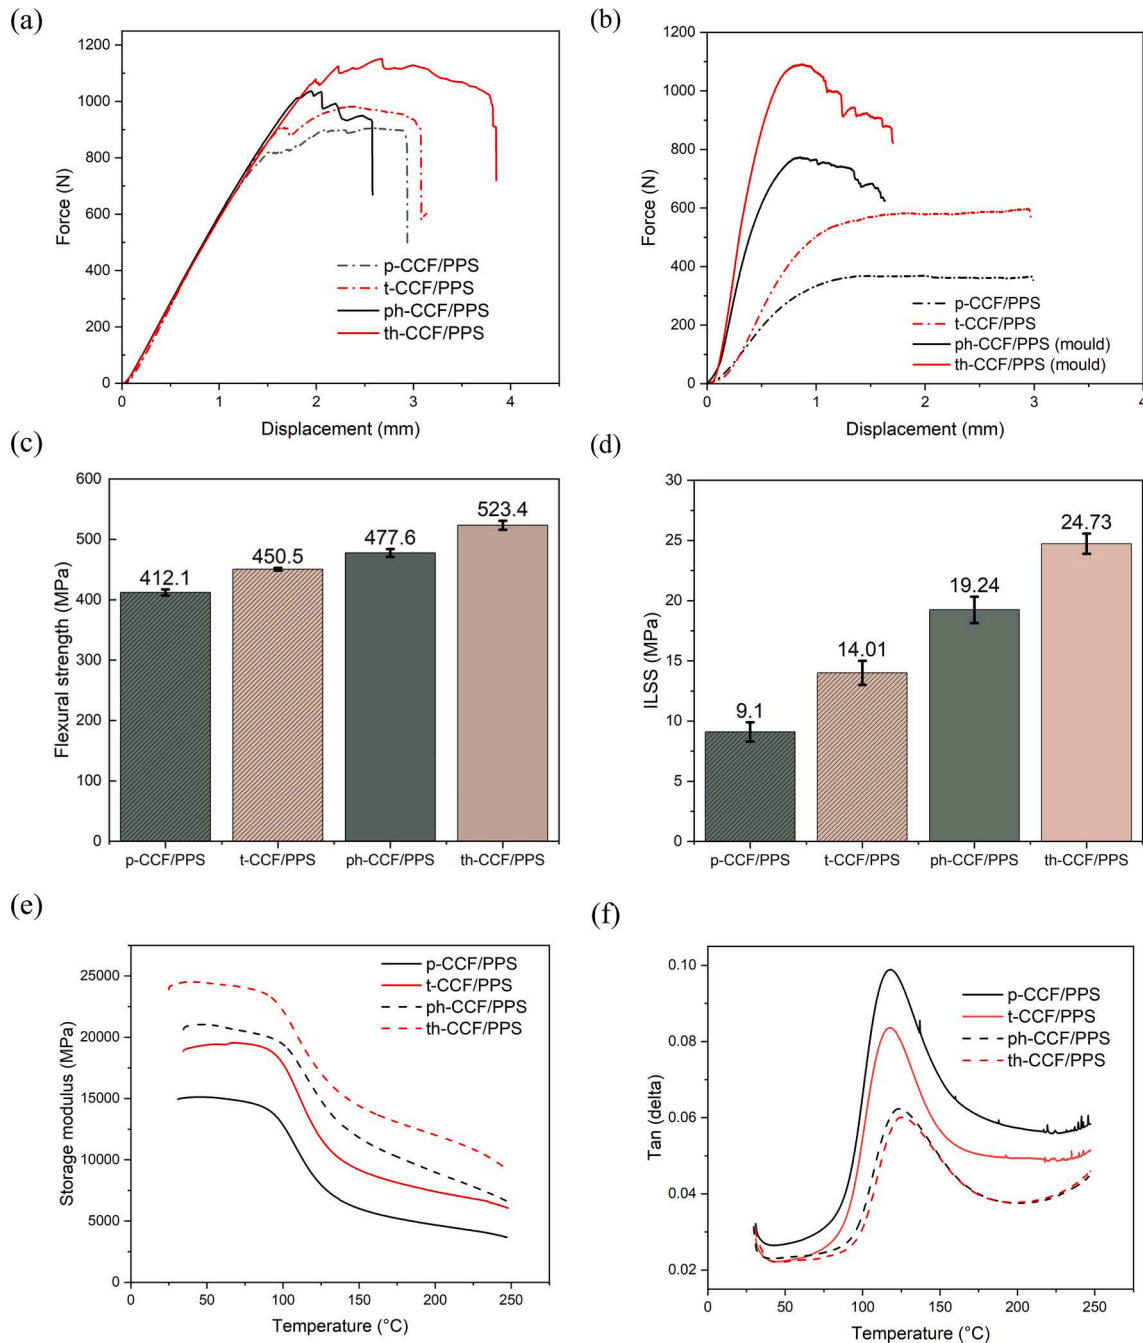 (a)
1200
1000
800
600
400
200
0
Force (N)
p-CCF/PPS
t-CCF/PPS
ph-CCF/PPS
th-CCF/PPS
0 1 2 3 4
Displacement (mm)
(b)
1200
1000
800
600
400
200
0
Force (N)
p-CCF/PPS
t-CCF/PPS
ph-CCF/PPS (mould)
th-CCF/PPS (mould)
0 1 2 3 4
Displacement (mm)
(c)
600
500
400
300
200
100
0
Flexural strength (MPa)
412.1
450.5
477.6
523.4
p-CCF/PPS t-CCF/PPS ph-CCF/PPS th-CCF/PPS
(d)
30
25
20
15
10
5
0
ILSS (MPa)
9.1
14.01
19.24
24.73
p-CCF/PPS t-CCF/PPS ph-CCF/PPS th-CCF/PPS
(e)
25000
20000
15000
10000
5000
0
Storage modulus (MPa)
p-CCF/PPS
t-CCF/PPS
ph-CCF/PPS
th-CCF/PPS
0 50 100 150 200 250
Temperature (°C)
(f)
0.10
0.08
0.06
0.04
0.02
Tan (delta)
p-CCF/PPS
t-CCF/PPS
ph-CCF/PPS
th-CCF/PPS
0 50 100 150 200 250
Temperature (°C)